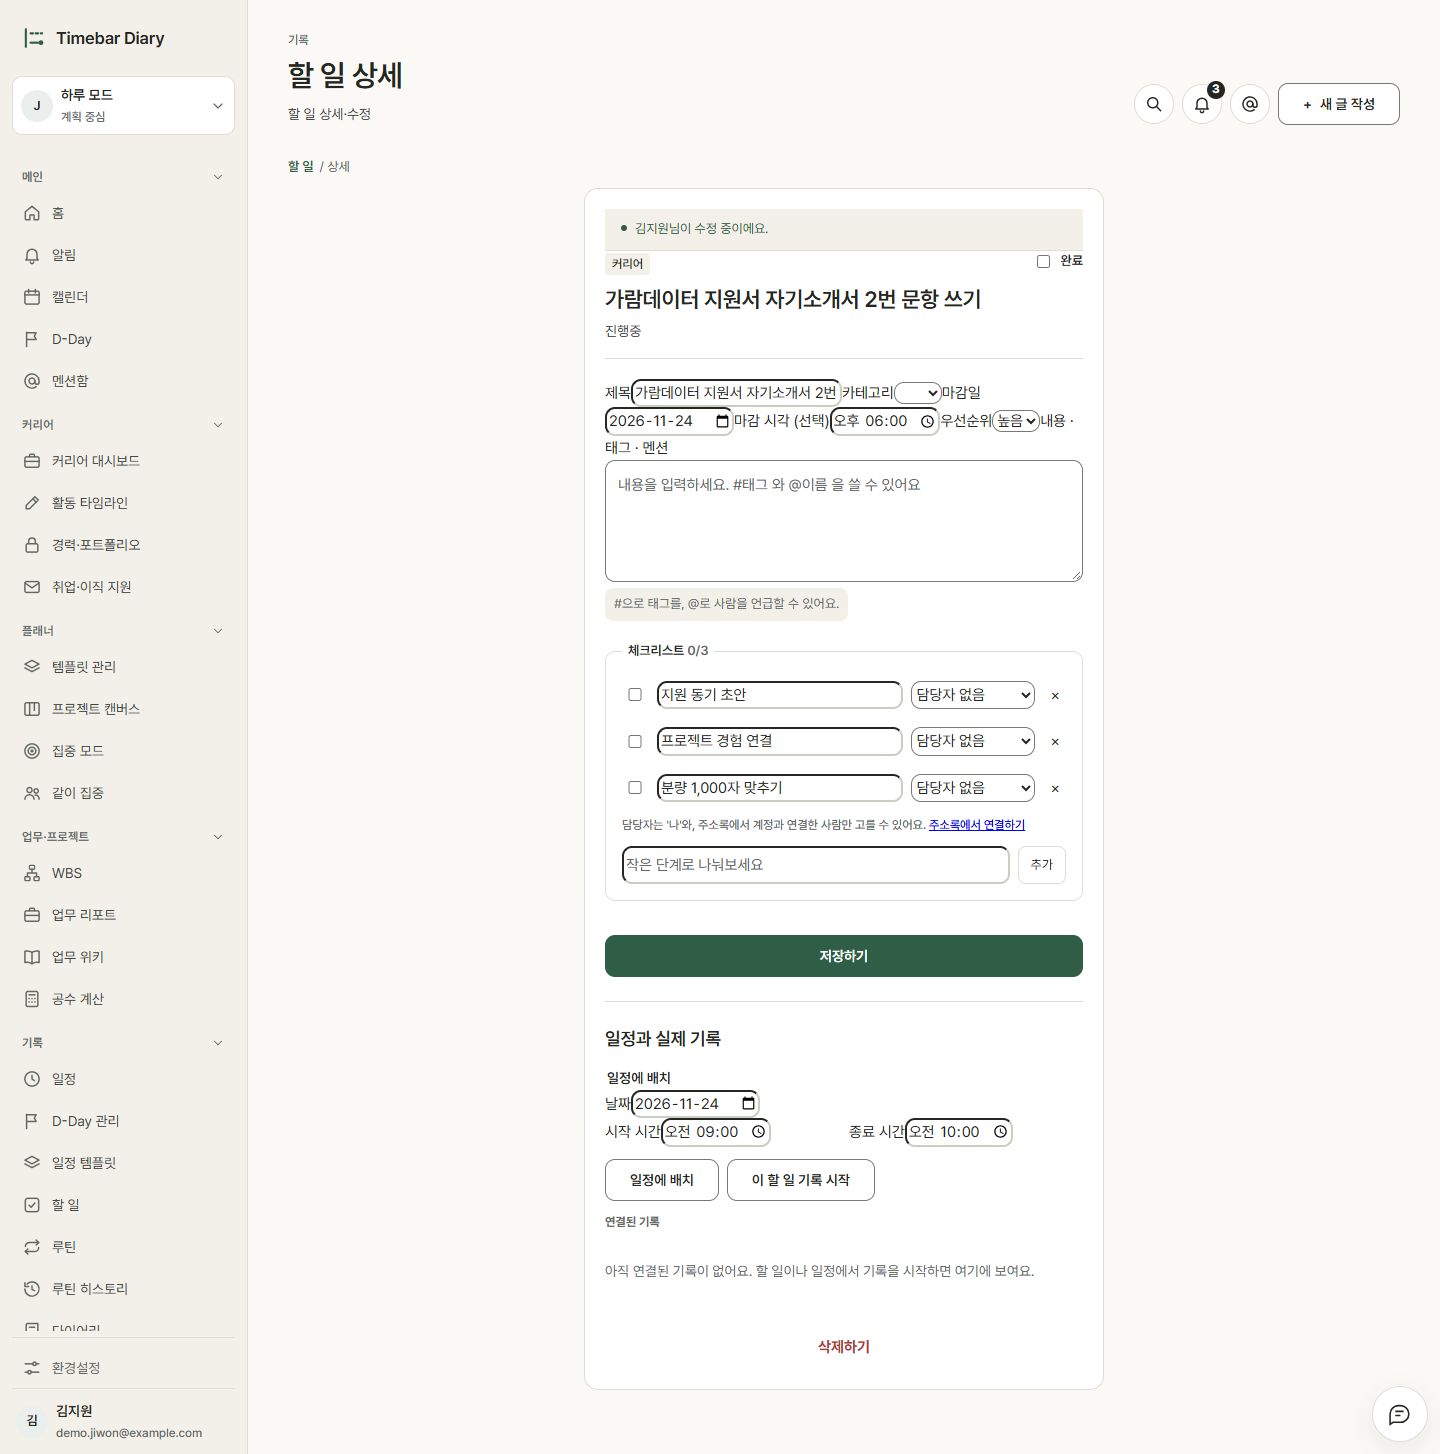 Timebar Diary
J
하루 모드
계획 중심
메인
홈
알림
캘린더
D-Day
멘션함
커리어
커리어 대시보드
활동 타임라인
경력·포트폴리오
취업·이직 지원
플래너
템플릿 관리
프로젝트 캔버스
집중 모드
같이 집중
업무·프로젝트
WBS
업무 리포트
업무 위키
공수 계산
기록
일정
D-Day 관리
일정 템플릿
할 일
루틴
루틴 히스토리
다이어리
환경설정
김
김지원
demo.jiwon@example.com
기록
할 일 상세
할 일 상세·수정
3
+ 새 글 작성
할 일 / 상세
김지원님이 수정 중이에요.
커리어
완료
가람데이터 지원서 자기소개서 2번 문항 쓰기
진행중
제목 가람데이터 지원서 자기소개서 2번 카테고리 마감일
2026-11-24 마감 시각 (선택) 오후 06:00 우선순위 높음 내용 ·
태그 · 멘션
내용을 입력하세요. #태그 와 @이름 을 쓸 수 있어요
#으로 태그를, @로 사람을 언급할 수 있어요.
체크리스트 0/3
지원 동기 초안 담당자 없음 ×
프로젝트 경험 연결 담당자 없음 ×
분량 1,000자 맞추기 담당자 없음 ×
담당자는 '나'와, 주소록에서 계정과 연결한 사람만 고를 수 있어요. 주소록에서 연결하기
작은 단계로 나눠보세요 추가
저장하기
일정과 실제 기록
일정에 배치
날짜 2026-11-24
시작 시간 오전 09:00 종료 시간 오전 10:00
일정에 배치 이 할 일 기록 시작
연결된 기록
아직 연결된 기록이 없어요. 할 일이나 일정에서 기록을 시작하면 여기에 보여요.
삭제하기